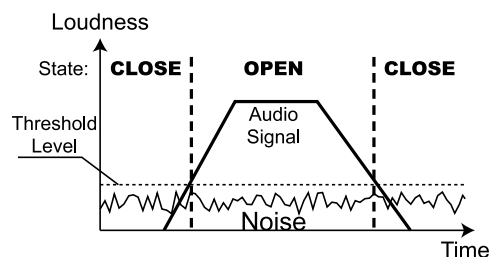 Loudness
State: CLOSE OPEN CLOSE
Audio
Signal
Threshold
Level
Noise
Time